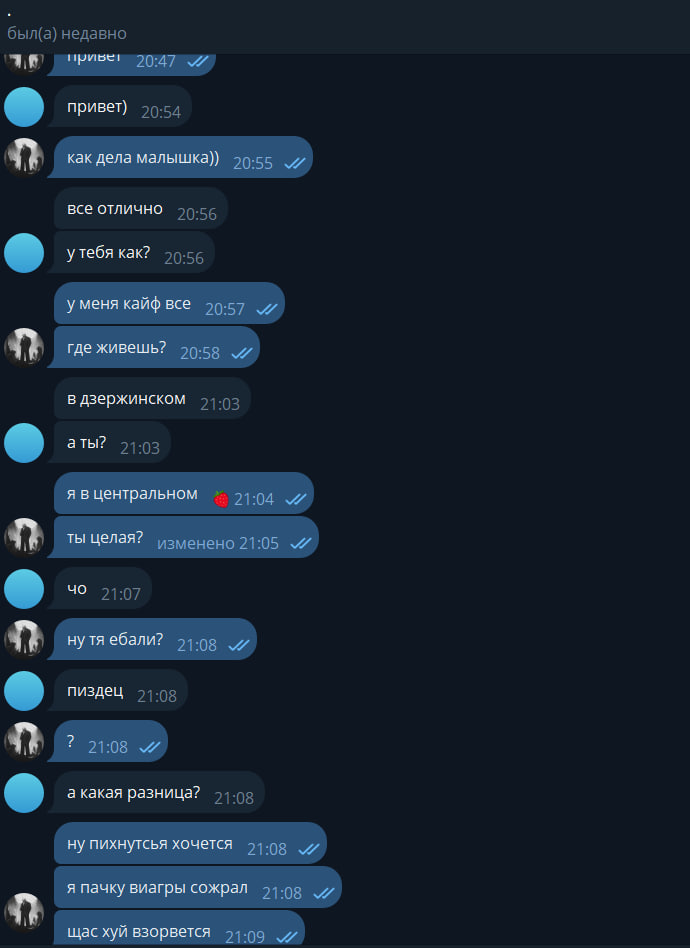 .
был(а) недавно
привет 20:47
привет) 20:54
как дела малышка)) 20:55
все отлично 20:56
у тебя как? 20:56
у меня кайф все 20:57
где живешь? 20:58
в дзержинском 21:03
а ты? 21:03
я в центральном 🍓 21:04
ты целая? изменено 21:05
чо 21:07
ну тя ебали? 21:08
пиздец 21:08
? 21:08
а какая разница? 21:08
ну пихнутсья хочется 21:08
я пачку виагры сожрал 21:08
щас хуй взорвется 21:09